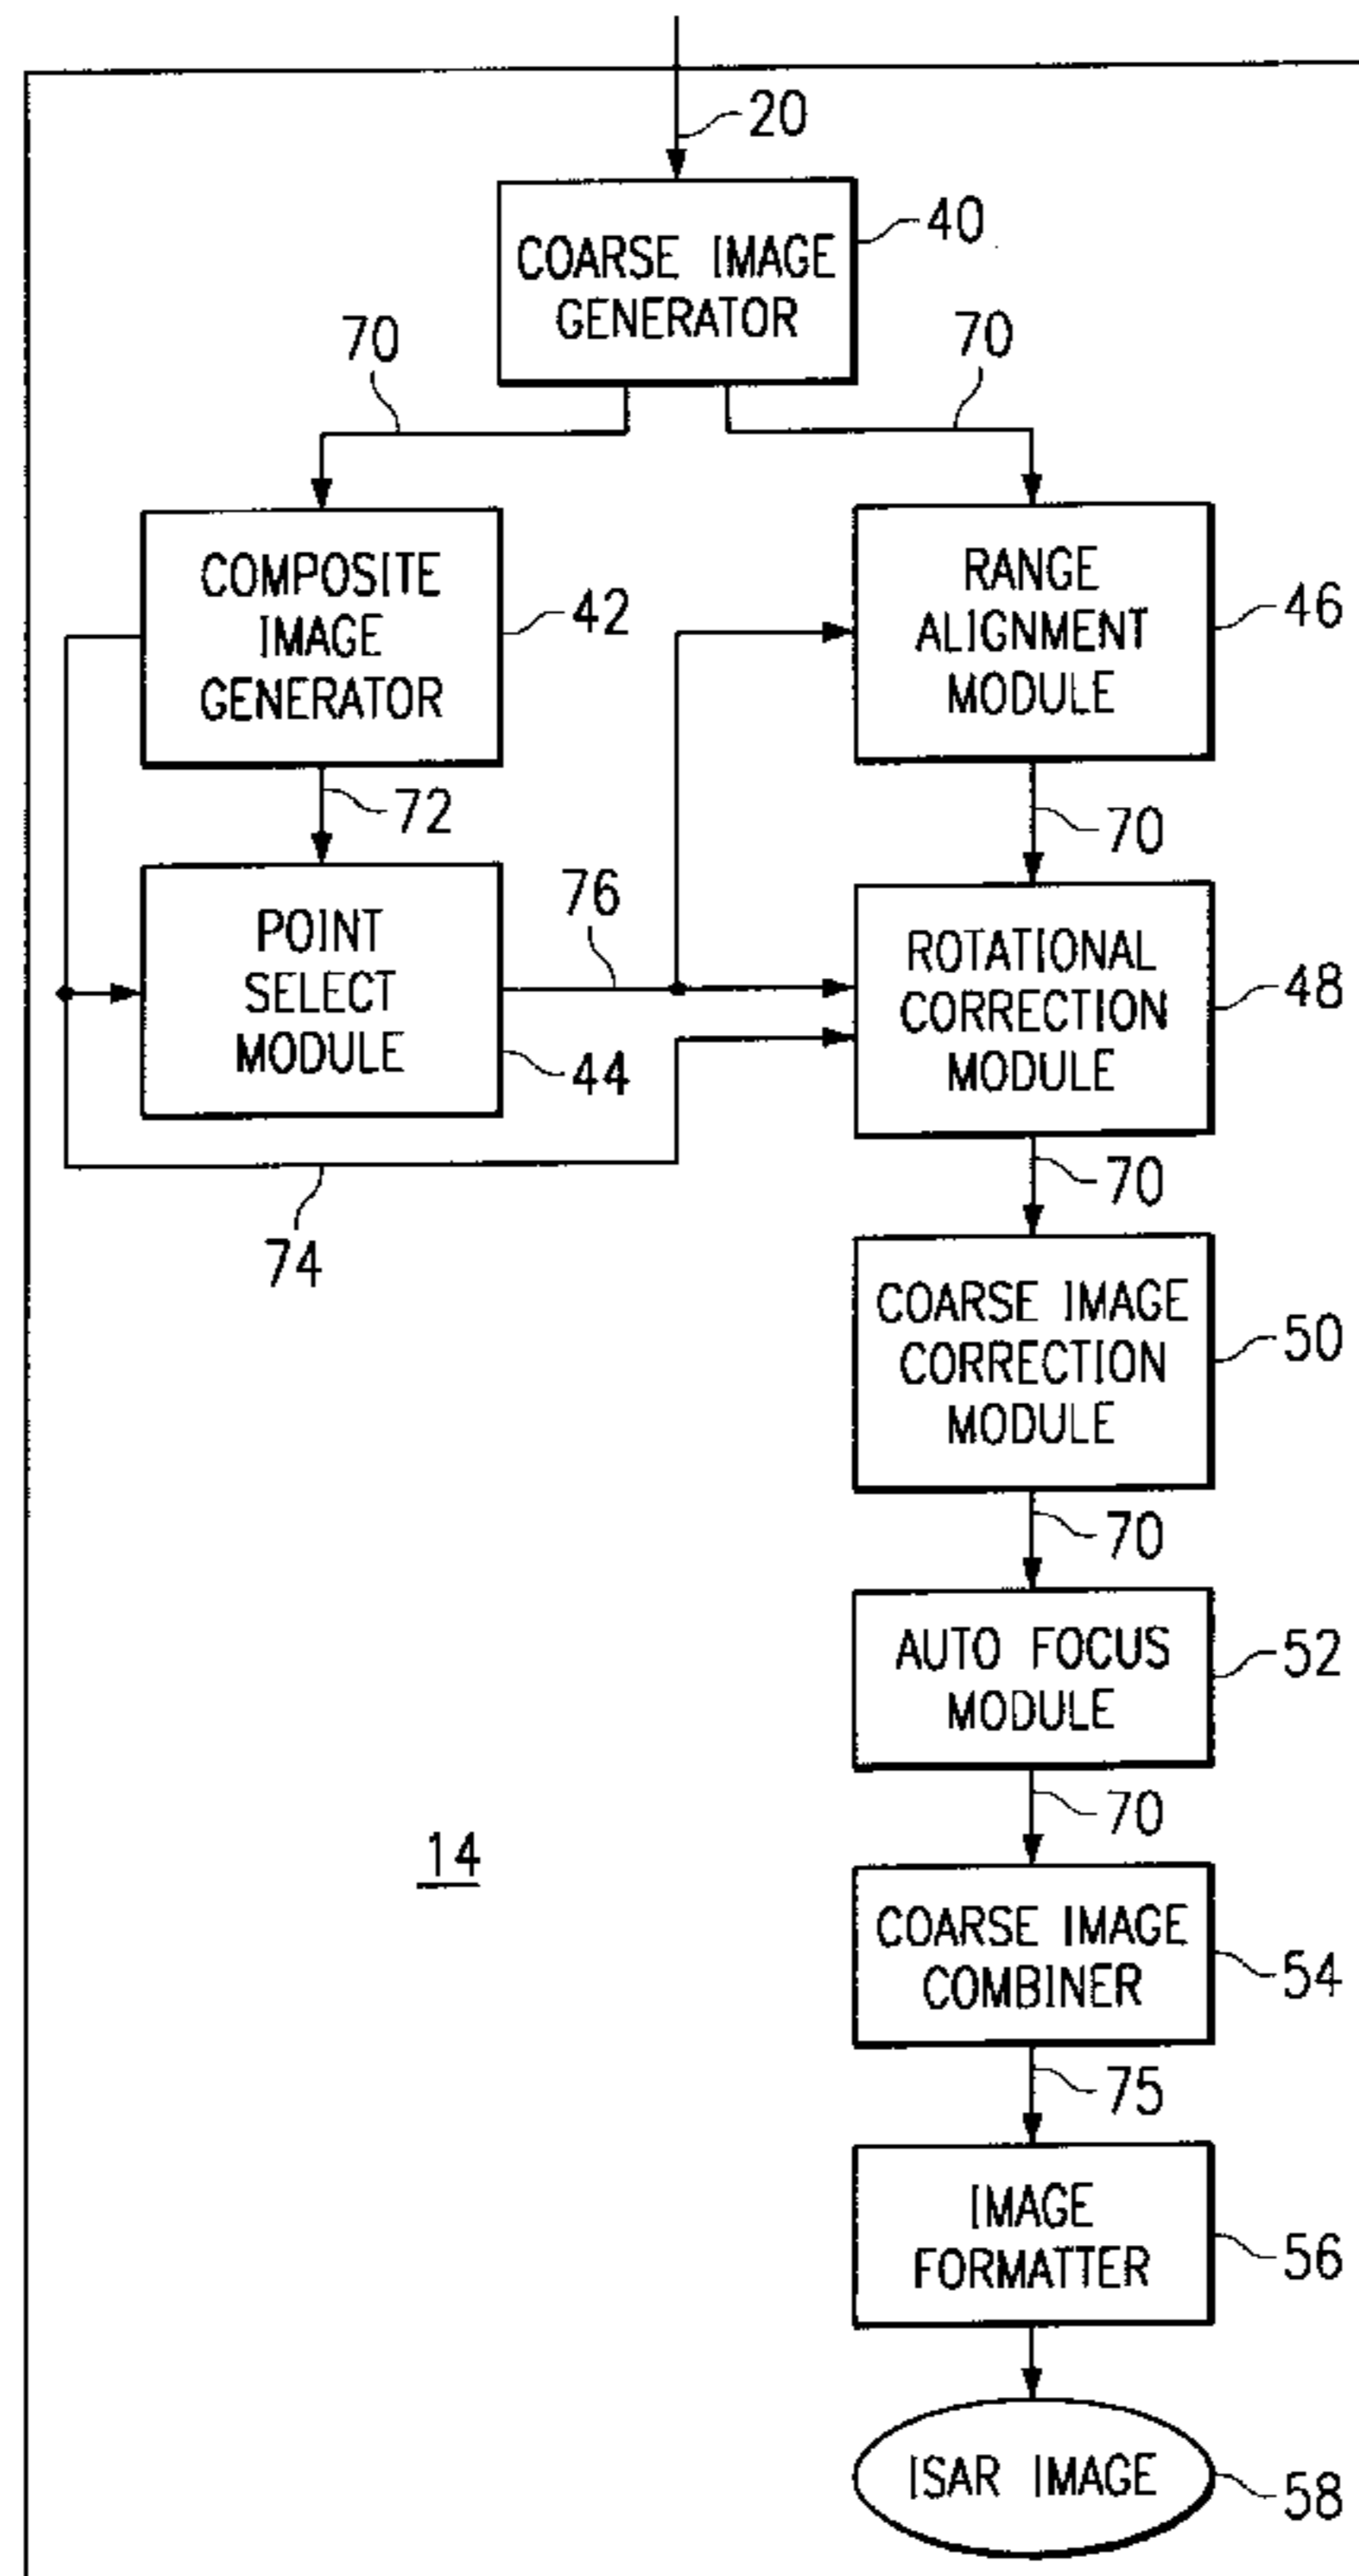 20
COARSE IMAGE
GENERATOR
40
70
70
COMPOSITE
IMAGE
GENERATOR
42
RANGE
ALIGNMENT
MODULE
46
72
70
POINT
SELECT
MODULE
44
76
ROTATIONAL
CORRECTION
MODULE
48
74
70
COARSE IMAGE
CORRECTION
MODULE
50
70
AUTO FOCUS
MODULE
52
70
14
COARSE IMAGE
COMBINER
54
75
IMAGE
FORMATTER
56
ISAR IMAGE
58